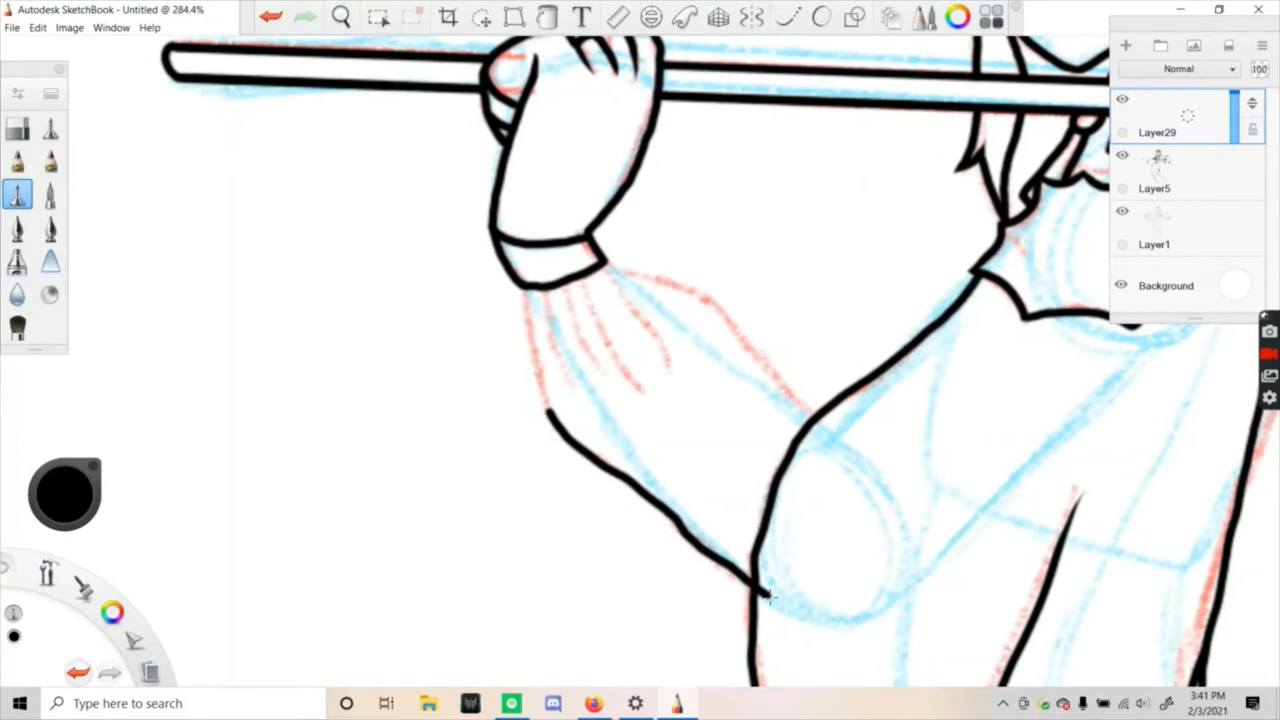 Autodesk SketchBook - Untitled @ 284.4%
File Edit Image Window Help
T
Normal
100
Layer29
Layer5
Layer1
Background
Type here to search
3:41 PM
2/3/2021